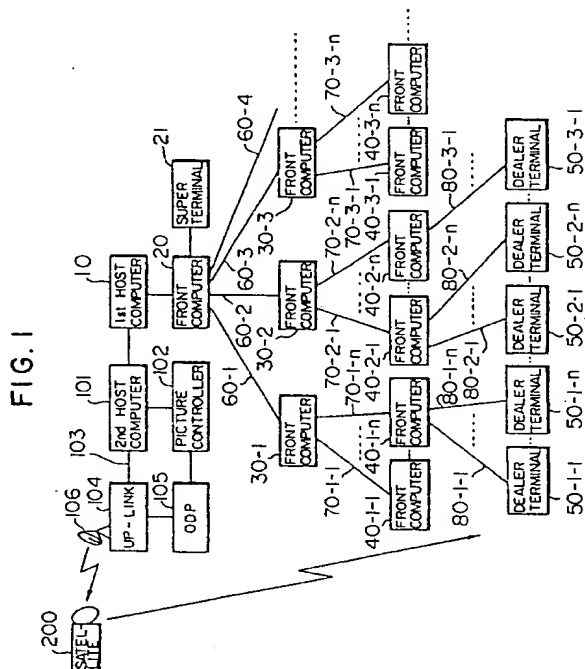 FIG. 1
200
SATEL-
LITE
106
104
103
101
10
UP-LINK
2nd HOST
COMPUTER
1st HOST
COMPUTER
105
102
20
21
ODP
PICTURE
CONTROLLER
FRONT
COMPUTER
SUPER
TERMINAL
60-1
60-2
60-3
60-4
30-1
30-2
30-3
FRONT
COMPUTER
FRONT
COMPUTER
FRONT
COMPUTER
70-1-1
70-1-n
70-2-1
70-2-n
70-3-1
70-3-n
40-1-1
40-1-n
40-2-1
40-2-n
40-3-1
40-3-n
FRONT
COMPUTER
FRONT
COMPUTER
FRONT
COMPUTER
FRONT
COMPUTER
FRONT
COMPUTER
FRONT
COMPUTER
80-1-1
80-1-n
80-2-1
80-2-n
80-3-1
DEALER
TERMINAL
DEALER
TERMINAL
DEALER
TERMINAL
DEALER
TERMINAL
DEALER
TERMINAL
50-1-1
50-1-n
50-2-1
50-2-n
50-3-1